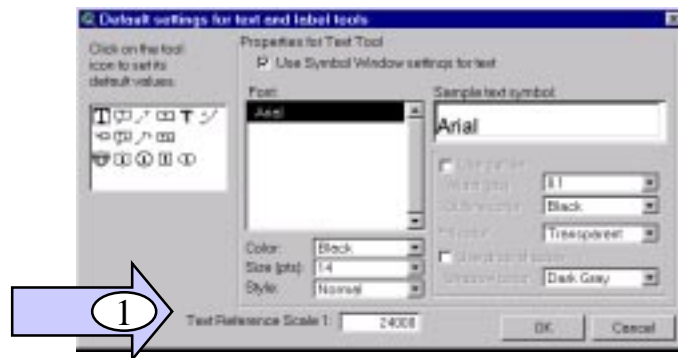 Default settings for text and label tools
Click on the tool
icon to set its
default values:
Properties for Text Tool
Use Symbol Window settings for text
Font:
Arial
Sample text symbol:
Arial
0.1
Black
Transparent
Dark Gray
Color: Black
Size (pts): 14
Style: Normal
1
Text Reference Scale 1: 24000
OK
Cancel